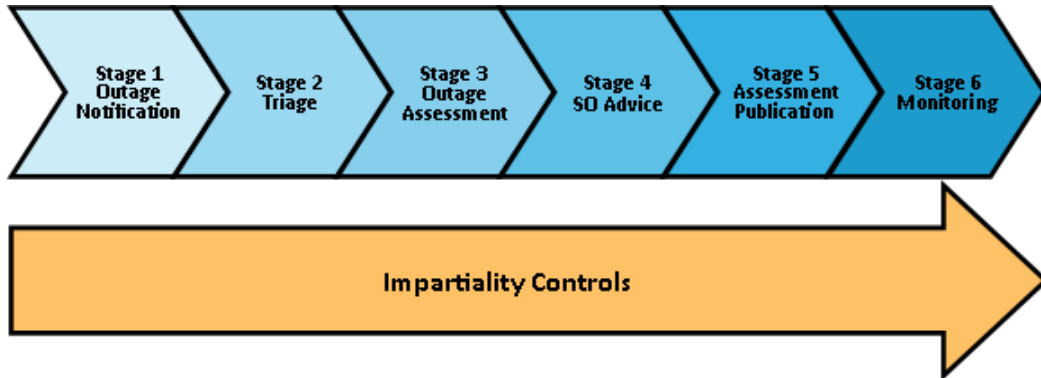 Stage 1
Outage
Notification
Stage 2
Triage
Stage 3
Outage
Assessment
Stage 4
SO Advice
Stage 5
Assessment
Publication
Stage 6
Monitoring
Impartiality Controls